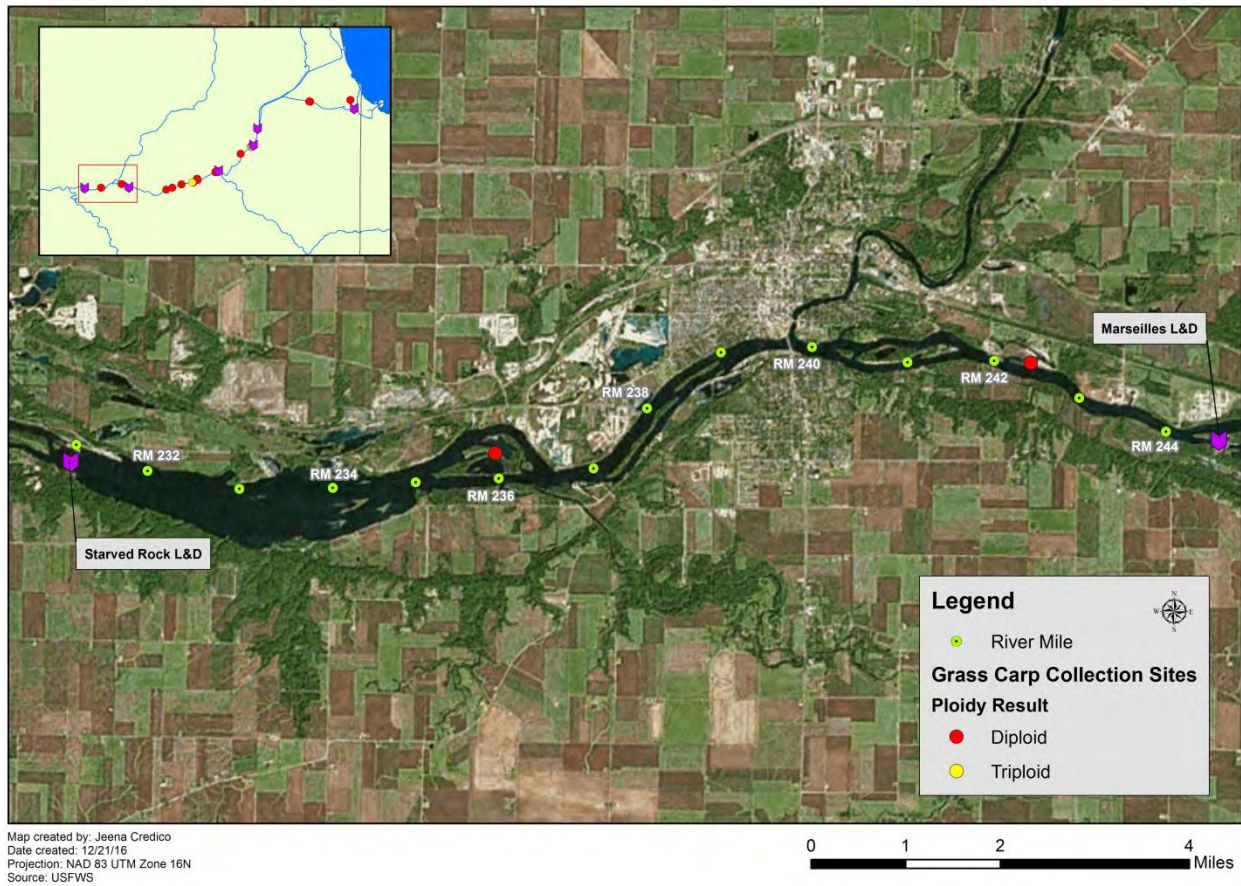 Marseilles L&D
RM 240
RM 242
RM 238
RM 244
RM 232
RM 234
RM 236
Starved Rock L&D
Legend
N
W E
S
River Mile
Grass Carp Collection Sites
Ploidy Result
Diploid
Triploid
Map created by: Jeena Credico
Date created: 12/21/16
Projection: NAD 83 UTM Zone 16N
Source: USFWS
0 1 2 4
Miles